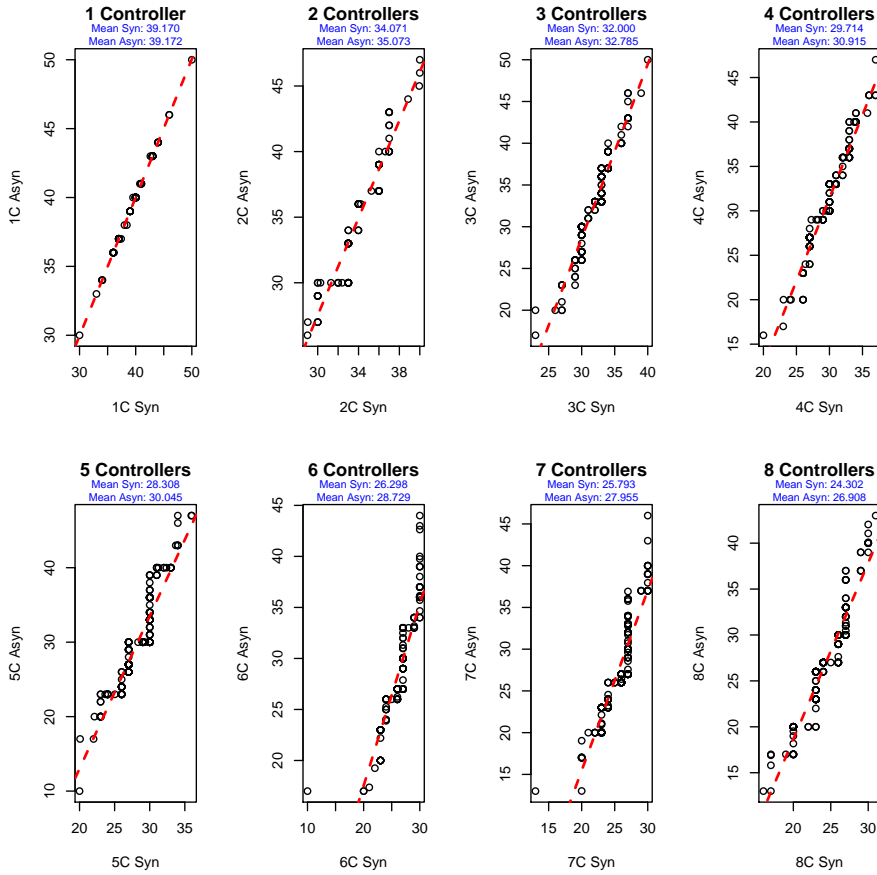 1 Controller
Mean Syn: 39.170
Mean Asyn: 39.172
1C Asyn
50
45
40
35
30
30 35 40 45 50
1C Syn
2 Controllers
Mean Syn: 34.071
Mean Asyn: 35.073
2C Asyn
45
40
35
30
30 34 38
2C Syn
3 Controllers
Mean Syn: 32.000
Mean Asyn: 32.785
3C Asyn
50
45
40
35
30
25
20
25 30 35 40
3C Syn
4 Controllers
Mean Syn: 29.714
Mean Asyn: 30.915
4C Asyn
45
40
35
30
25
20
15
20 25 30 35
4C Syn
5 Controllers
Mean Syn: 28.308
Mean Asyn: 30.045
5C Asyn
40
30
20
10
20 25 30 35
5C Syn
6 Controllers
Mean Syn: 26.298
Mean Asyn: 28.729
6C Asyn
45
40
35
30
25
20
10 15 20 25 30
6C Syn
7 Controllers
Mean Syn: 25.793
Mean Asyn: 27.955
7C Asyn
45
40
35
30
25
20
15
15 20 25 30
7C Syn
8 Controllers
Mean Syn: 24.302
Mean Asyn: 26.908
8C Asyn
40
35
30
25
20
15
20 25 30
8C Syn